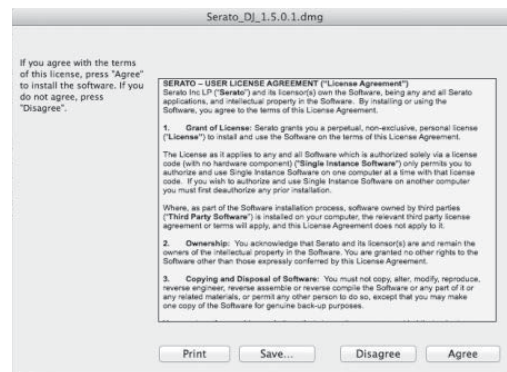 Serato_DJ_1.5.0.1.dmg
If you agree with the terms
of this license, press "Agree"
to install the software. If you
do not agree, press
"Disagree".
SERATO – USER LICENSE AGREEMENT ("License Agreement")
Serato Inc LP ("Serato") and its licensor(s) own the Software, being any and all Serato
applications, and intellectual property in the Software. By installing or using the
Software, you agree to the terms of this License Agreement.
1. Grant of License: Serato grants you a perpetual, non-exclusive, personal license
("License") to install and use the Software on the terms of this License Agreement.
The License as it applies to any and all Software which is authorized solely via a license
code (with no hardware component) ("Single Instance Software") only permits you to
authorize and use Single Instance Software on one computer at a time with that license
code. If you wish to authorize and use Single Instance Software on another computer
you must first deauthorize any prior installation.
Where, as part of the Software installation process, software owned by third parties
("Third Party Software") is installed on your computer, the relevant third party license
agreement or terms will apply, and this License Agreement does not apply to it.
2. Ownership: You acknowledge that Serato and its licensor(s) are and remain the
owners of the intellectual property in the Software. You are granted no other rights to the
Software other than those expressly conferred by this License Agreement.
3. Copying and Disposal of Software: You must not copy, alter, modify, reproduce,
reverse engineer, reverse assemble or reverse compile the Software or any part of it or
any related materials, or permit any other person to do so, except that you may make
one copy of the Software for genuine back-up purposes.
Print Save... Disagree Agree